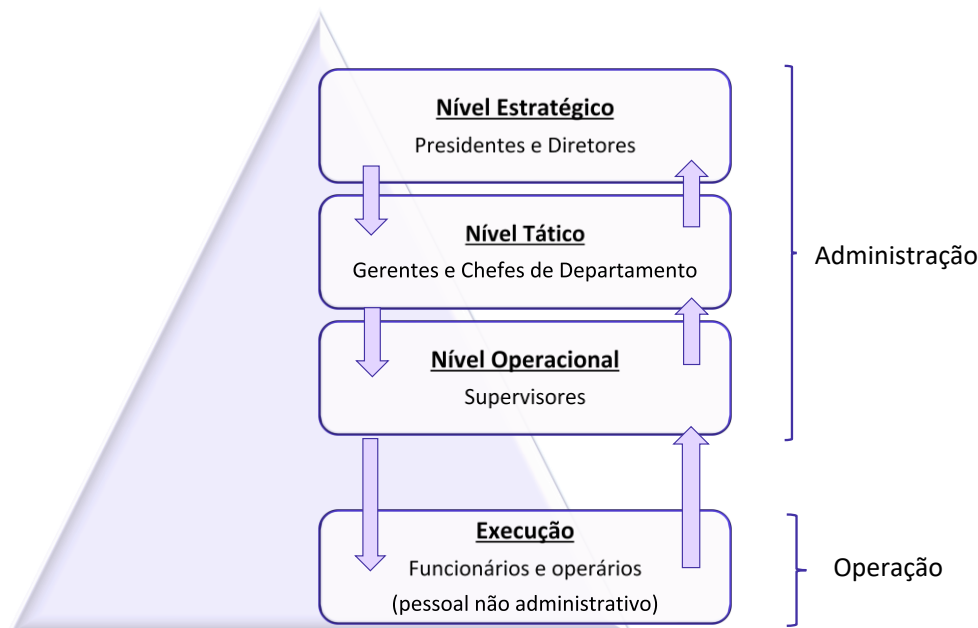 Nível Estratégico
Presidentes e Diretores
Nível Tático
Gerentes e Chefes de Departamento
Administração
Nível Operacional
Supervisores
Execução
Funcionários e operários
(pessoal não administrativo)
Operação